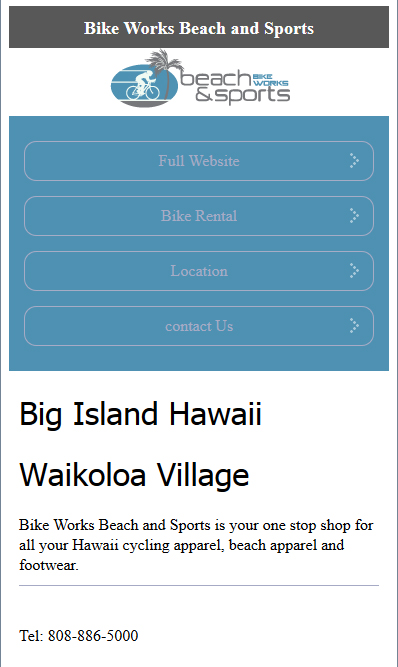 Bike Works Beach and Sports
beach BIKE WORKS
& sports
Full Website
Bike Rental
Location
contact Us
Big Island Hawaii
Waikoloa Village
Bike Works Beach and Sports is your one stop shop for
all your Hawaii cycling apparel, beach apparel and
footwear.
Tel: 808-886-5000